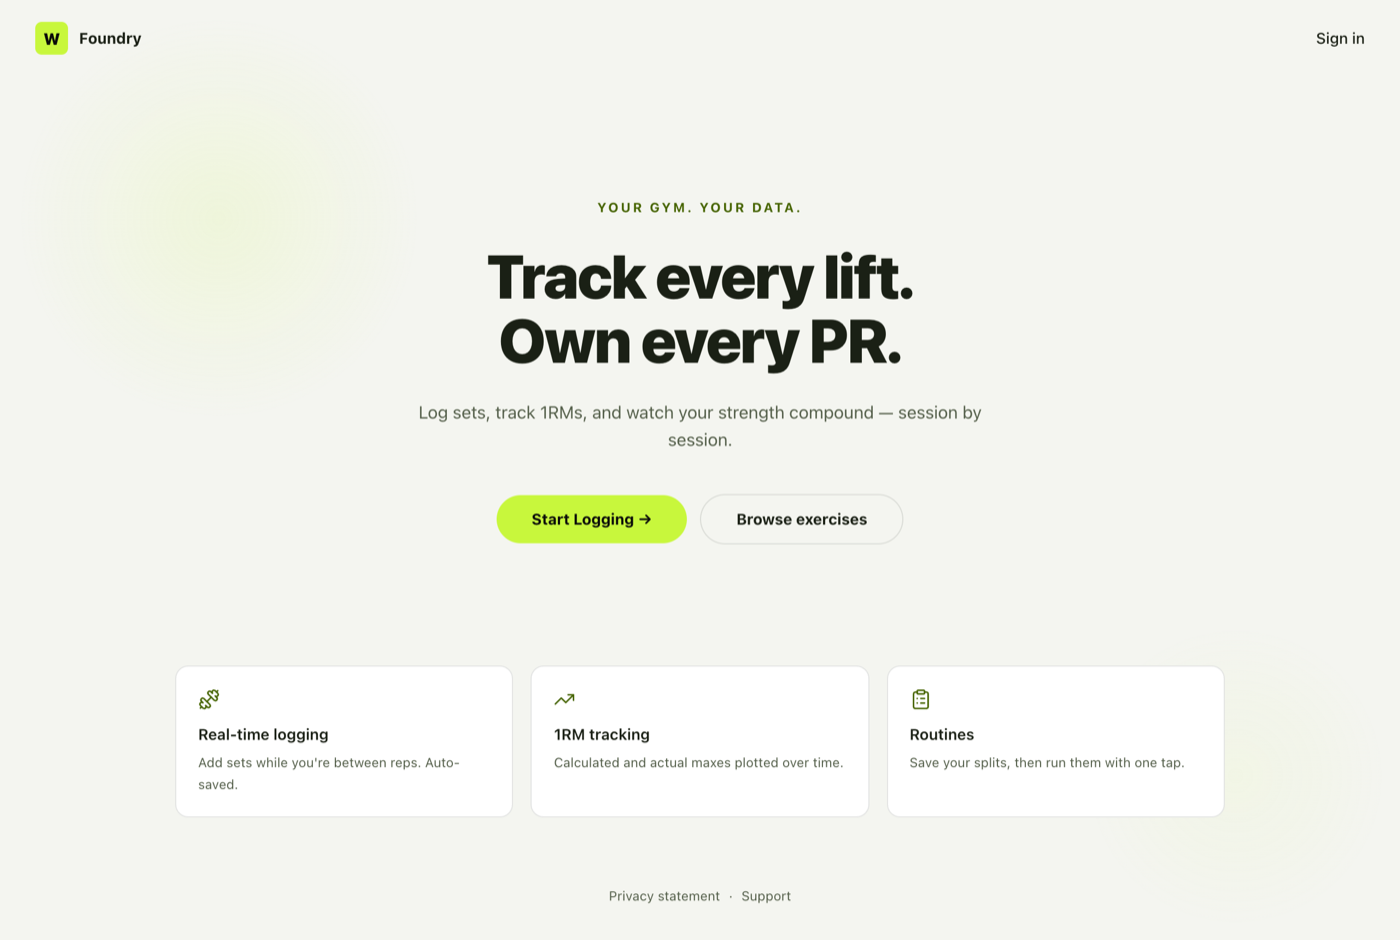 W Foundry
Sign in
YOUR GYM. YOUR DATA.
Track every lift.
Own every PR.
Log sets, track 1RMs, and watch your strength compound — session by
session.
Start Logging →
Browse exercises
Real-time logging
Add sets while you're between reps. Auto-
saved.
1RM tracking
Calculated and actual maxes plotted over time.
Routines
Save your splits, then run them with one tap.
Privacy statement · Support